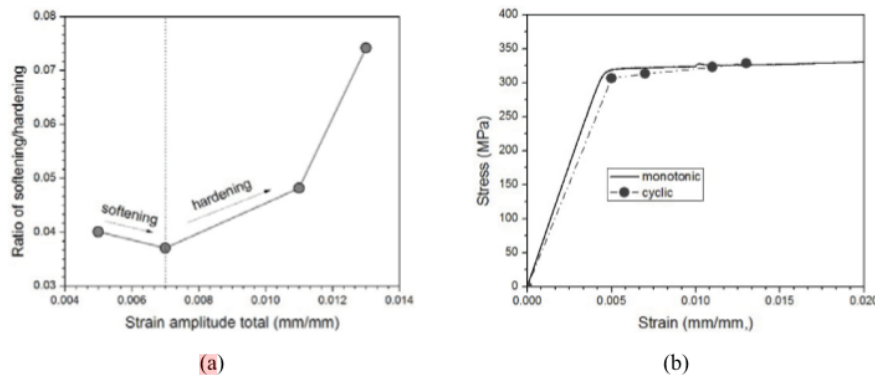 0.08
0.07
0.06
0.05
0.04
0.03
Ratio of softening/hardening
softening
hardening
0.004 0.006 0.008 0.010 0.012 0.014
Strain amplitude total (mm/mm)
(a)
400
350
300
250
200
150
100
50
0
Stress (MPa)
monotonic
cyclic
0.000 0.005 0.010 0.015 0.020
Strain (mm/mm,)
(b)